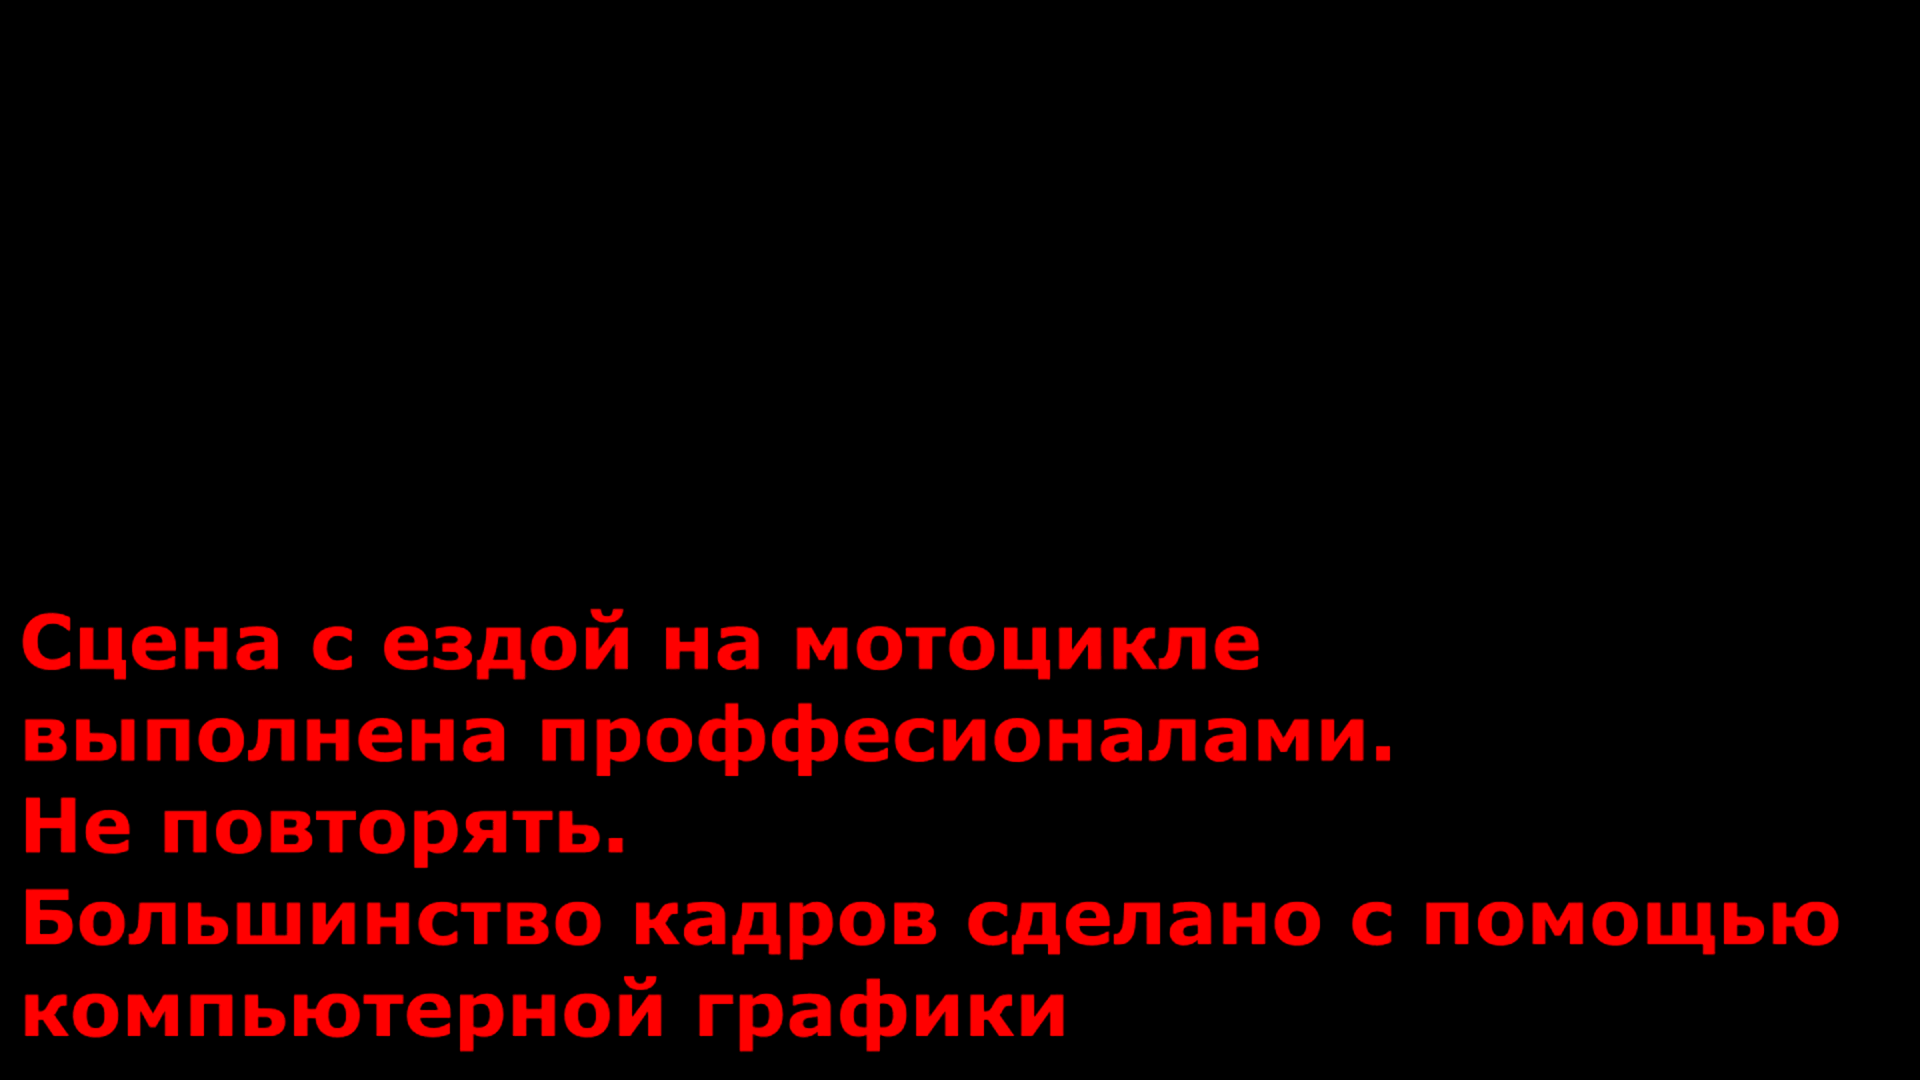 Сцена с ездой на мотоцикле
выполнена проффесионалами.
Не повторять.
Большинство кадров сделано с помощью
компьютерной графики